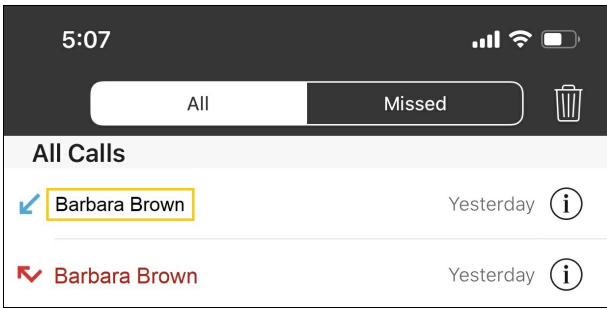 5:07
All Missed
All Calls
Barbara Brown Yesterday i
Barbara Brown Yesterday i